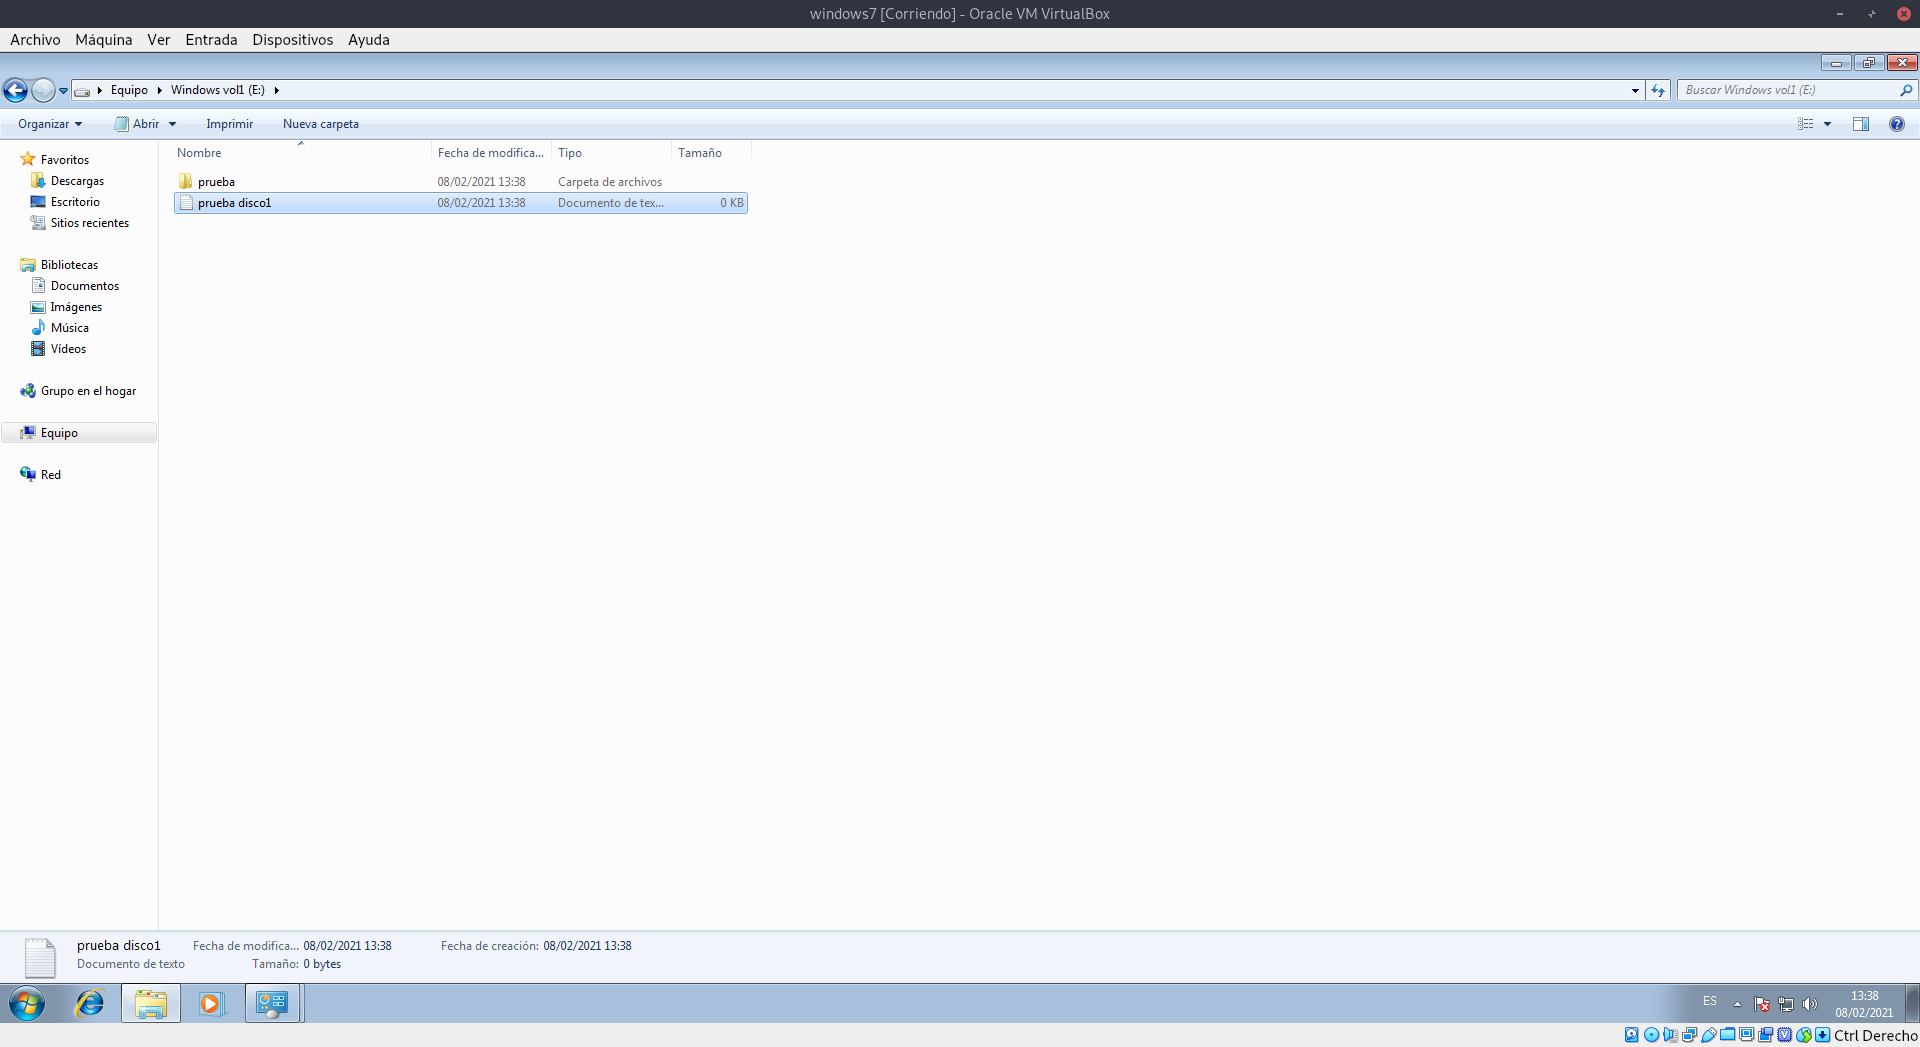 windows7 [Corriendo] - Oracle VM VirtualBox
Archivo Máquina Ver Entrada Dispositivos Ayuda
Equipo Windows vol1 (E:) Buscar Windows vol1 (E:)
Organizar Abrir Imprimir Nueva carpeta
Nombre Fecha de modifica... Tipo Tamaño
prueba 08/02/2021 13:38 Carpeta de archivos
prueba disco1 08/02/2021 13:38 Documento de tex... 0 KB
Favoritos
Descargas
Escritorio
Sitios recientes
Bibliotecas
Documentos
Imágenes
Música
Vídeos
Grupo en el hogar
Equipo
Red
prueba disco1 Fecha de modifica... 08/02/2021 13:38 Fecha de creación: 08/02/2021 13:38
Documento de texto Tamaño: 0 bytes
ES 13:38
08/02/2021
Ctrl Derecho